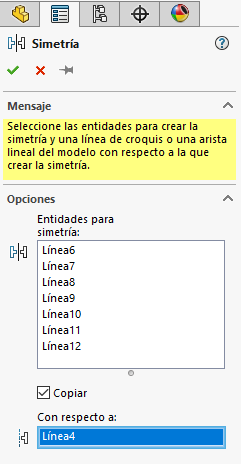 Simetría
Mensaje
Seleccione las entidades para crear la
simetría y una línea de croquis o una arista
lineal del modelo con respecto a la que
crear la simetría.
Opciones
Entidades para
simetría:
Línea6
Línea7
Línea8
Línea9
Línea10
Línea11
Línea12
Copiar
Con respecto a:
Línea4